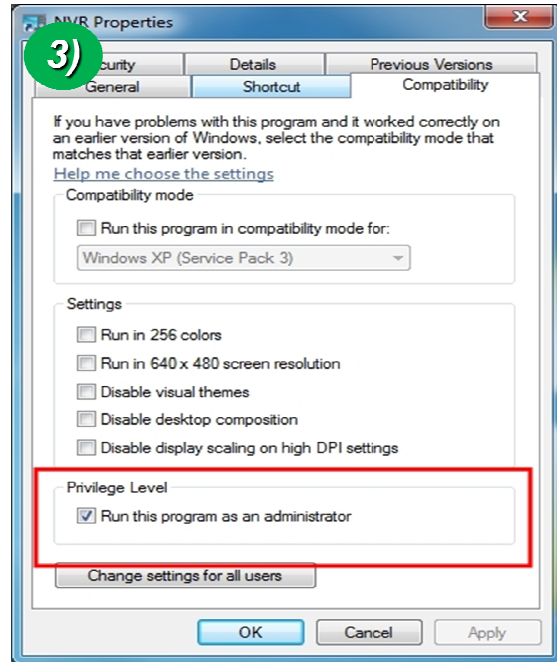 NVR Properties
3)
Security
Details
Previous Versions
General
Shortcut
Compatibility
If you have problems with this program and it worked correctly on
an earlier version of Windows, select the compatibility mode that
matches that earlier version.
Help me choose the settings
Compatibility mode
Run this program in compatibility mode for:
Windows XP (Service Pack 3)
Settings
Run in 256 colors
Run in 640 x 480 screen resolution
Disable visual themes
Disable desktop composition
Disable display scaling on high DPI settings
Privilege Level
Run this program as an administrator
Change settings for all users
OK
Cancel
Apply